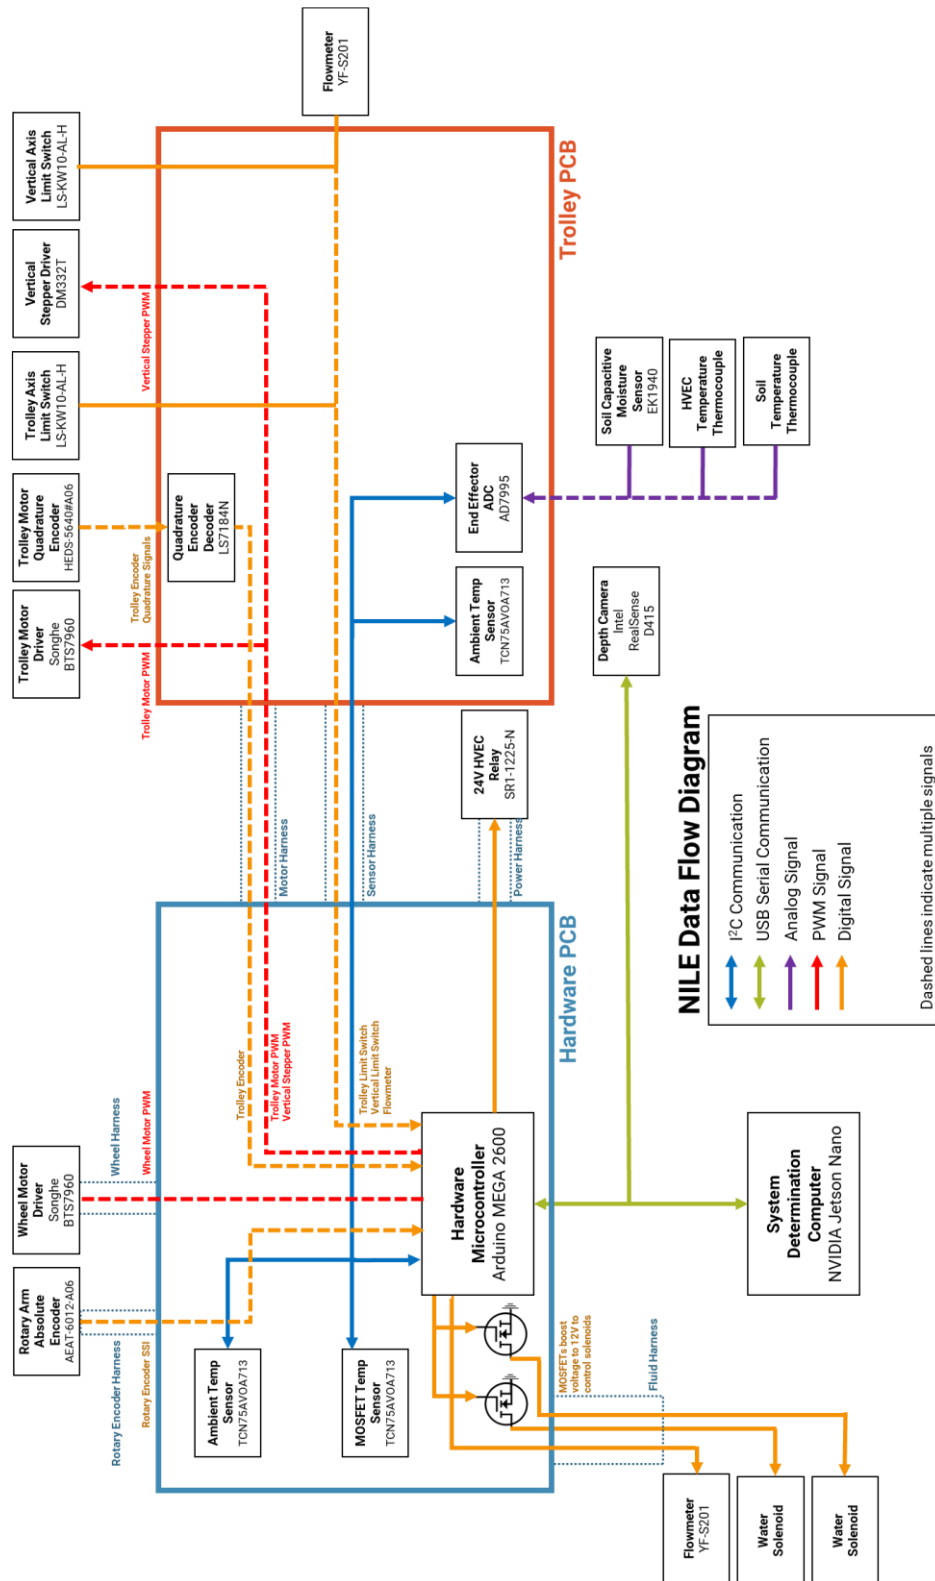 Rotary Arm
Absolute
Encoder
AEAT-6012-A06
Wheel Motor
Driver
Songhe
BTS7960
Trolley Motor
Driver
Songhe
BTS7960
Trolley Motor
Quadrature
Encoder
HEDS-5640#A06
Trolley Axis
Limit Switch
LS-KW10-AL-H
Vertical
Stepper Driver
DM332T
Vertical Axis
Limit Switch
LS-KW10-AL-H
Flowmeter
YF-S201
Rotary Encoder Harness
Rotary Encoder SSI
Wheel Harness
Wheel Motor PWM
Trolley Motor PWM
Trolley Encoder
Quadrature Signals
Vertical Stepper PWM
Quadrature
Encoder
Decoder
LS7184N
Ambient Temp
Sensor
TCN75AVOA713
MOSFET Temp
Sensor
TCN75AVOA713
Trolley Encoder
Trolley Motor PWM
Vertical Stepper PWM
Trolley Limit Switch
Vertical Limit Switch
Flowmeter
Motor Harness
Sensor Harness
Power Harness
Hardware
Microcontroller
Arduino MEGA 2600
24V HVEC
Relay
SR1-1225-N
Ambient Temp
Sensor
TCN75AVOA713
End Effector
ADC
AD7995
Hardware PCB
Trolley PCB
MOSFETs boost
voltage to 12V to
control solenoids
Fluid Harness
Flowmeter
YF-S201
Water
Solenoid
Water
Solenoid
System
Determination
Computer
NVIDIA Jetson Nano
Depth Camera
Intel
RealSense
D415
Soil Capacitive
Moisture
Sensor
EK1940
HVEC
Temperature
Thermocouple
Soil
Temperature
Thermocouple
NILE Data Flow Diagram
I²C Communication
USB Serial Communication
Analog Signal
PWM Signal
Digital Signal
Dashed lines indicate multiple signals